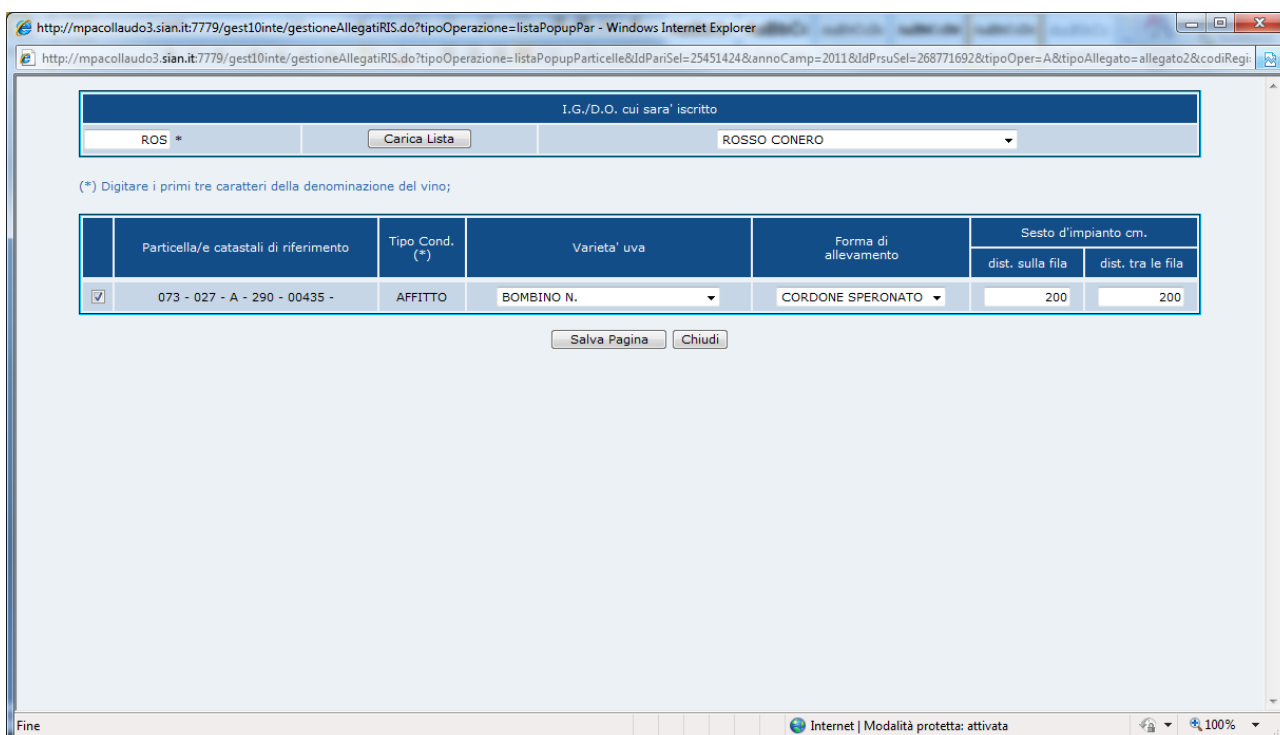 http://mpacollaudo3.sian.it:7779/gest10inte/gestioneAllegatiRIS.do?tipoOperazione=listaPopupPar - Windows Internet Explorer
http://mpacollaudo3.sian.it:7779/gest10inte/gestioneAllegatiRIS.do?tipoOperazione=listaPopupParticelle&IdPariSel=25451424&annoCamp=2011&IdPrsuSel=268771692&tipoOper=A&tipoAllegato=allegato2&codiRegi
I.G./D.O. cui sara' iscritto
ROS * Carica Lista ROSSO CONERO
(*) Digitare i primi tre caratteri della denominazione del vino;
Particella/e catastali di riferimento Tipo Cond. (*) Varieta' uva Forma di allevamento Sesto d'impianto cm.
dist. sulla fila dist. tra le fila
073 - 027 - A - 290 - 00435 - AFFITTO BOMBINO N. CORDONE SPERONATO 200 200
Salva Pagina Chiudi
Fine Internet | Modalità protetta: attivata 100%